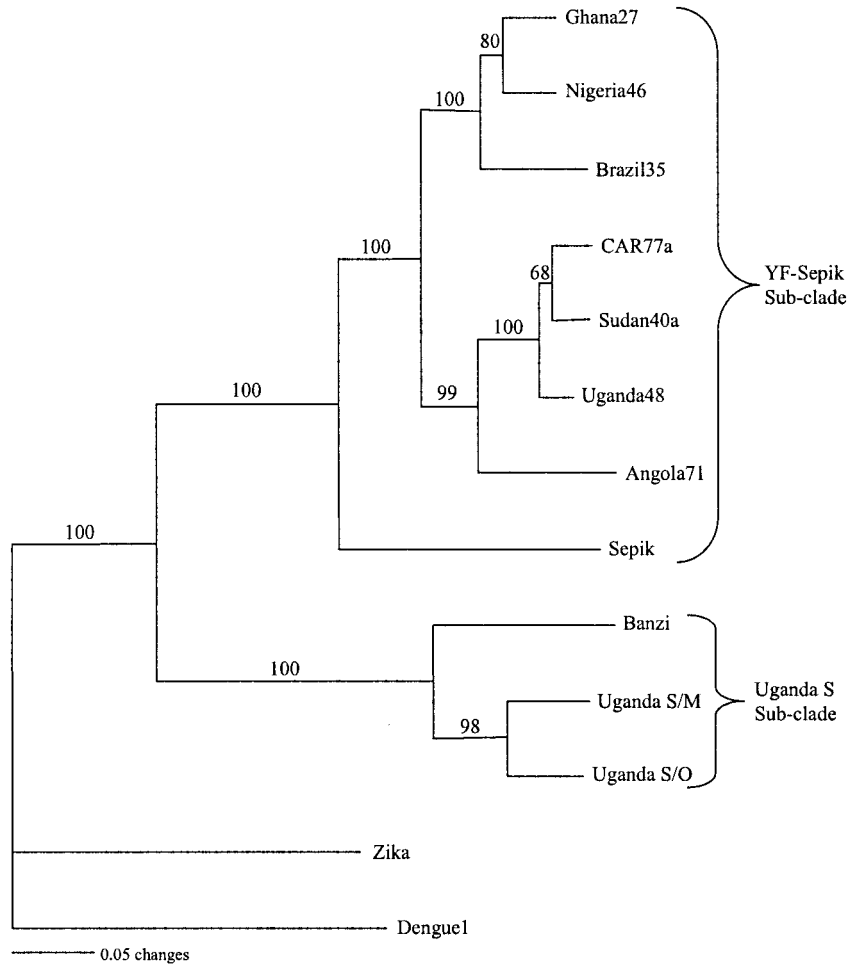 Ghana27
80
Nigeria46
100
Brazil35
CAR77a
100
68
YF-Sepik
Sub-clade
Sudan40a
100
99
Uganda48
100
Angola71
100
Sepik
Banzi
100
Uganda S/M
Uganda S
Sub-clade
98
Uganda S/O
Zika
Dengue1
0.05 changes